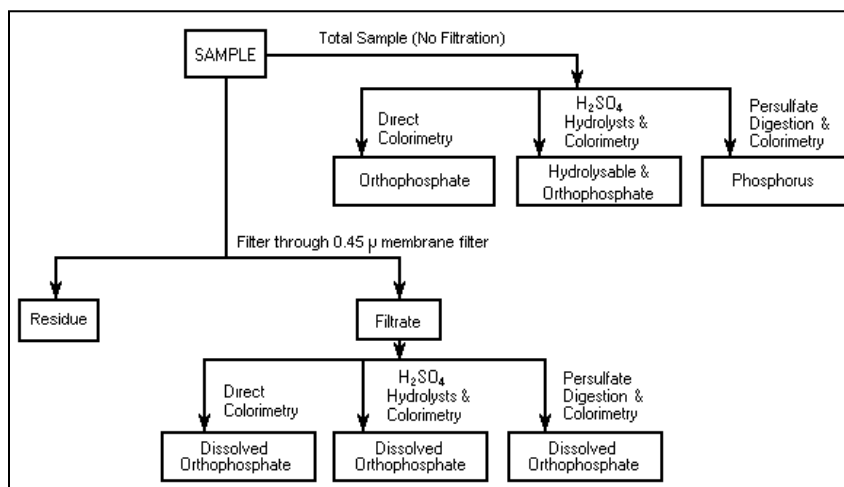 SAMPLE
Total Sample (No Filtration)
Direct
Colorimetry
H₂SO₄
Hydrolysts &
Colorimetry
Persulfate
Digestion &
Colorimetry
Orthophosphate
Hydrolysable &
Orthophosphate
Phosphorus
Filter through 0.45 µ membrane filter
Residue
Filtrate
Direct
Colorimetry
H₂SO₄
Hydrolysts &
Colorimetry
Persulfate
Digestion &
Colorimetry
Dissolved
Orthophosphate
Dissolved
Orthophosphate
Dissolved
Orthophosphate